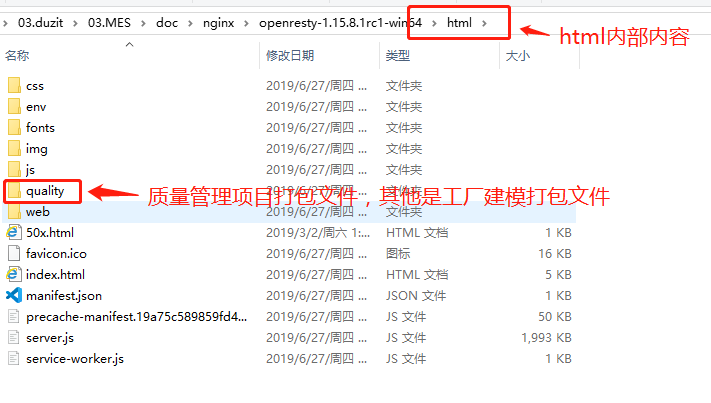 03.duzit › 03.MES › doc › nginx › openresty-1.15.8.1rc1-win64 › html ›
html内部内容
名称 修改日期 类型 大小
css 2019/6/27/周四 ... 文件夹
env 2019/6/27/周四 ... 文件夹
fonts 2019/6/27/周四 ... 文件夹
img 2019/6/27/周四 ... 文件夹
js 2019/6/27/周四 ... 文件夹
quality 2019/6/27/周四 ... 文件夹
质量管理项目打包文件，其他是工厂建模打包文件
web 2019/6/27/周四 ... 文件夹
50x.html 2019/3/2/周六 1:... HTML 文档 1 KB
favicon.ico 2019/6/27/周四 ... 图标 16 KB
index.html 2019/6/27/周四 ... HTML 文档 5 KB
manifest.json 2019/6/27/周四 ... JSON 文件 1 KB
precache-manifest.19a75c589859fd4... 2019/6/27/周四 ... JS 文件 50 KB
server.js 2019/6/27/周四 ... JS 文件 1,993 KB
service-worker.js 2019/6/27/周四 ... JS 文件 1 KB